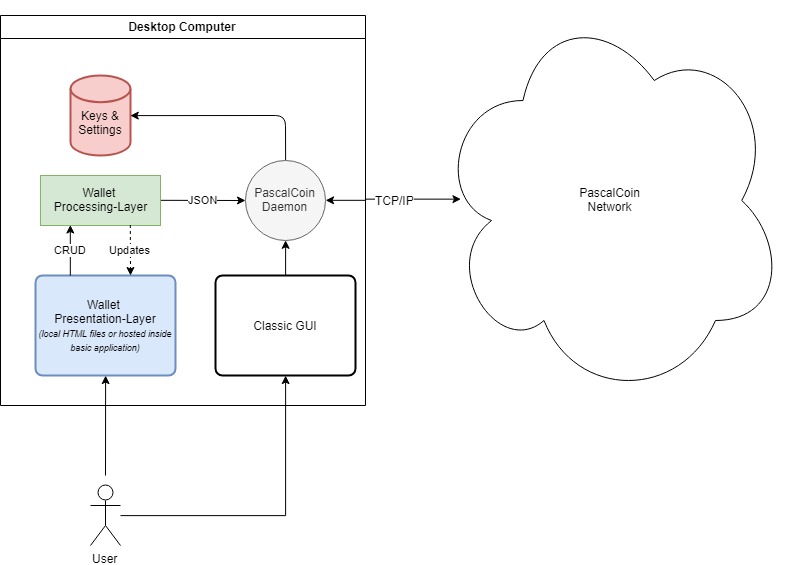 Desktop Computer
Keys &
Settings
Wallet
Processing-Layer
JSON
PascalCoin
Daemon
TCP/IP
PascalCoin
Network
CRUD
Updates
Wallet
Presentation-Layer
(local HTML files or hosted inside
basic application)
Classic GUI
User